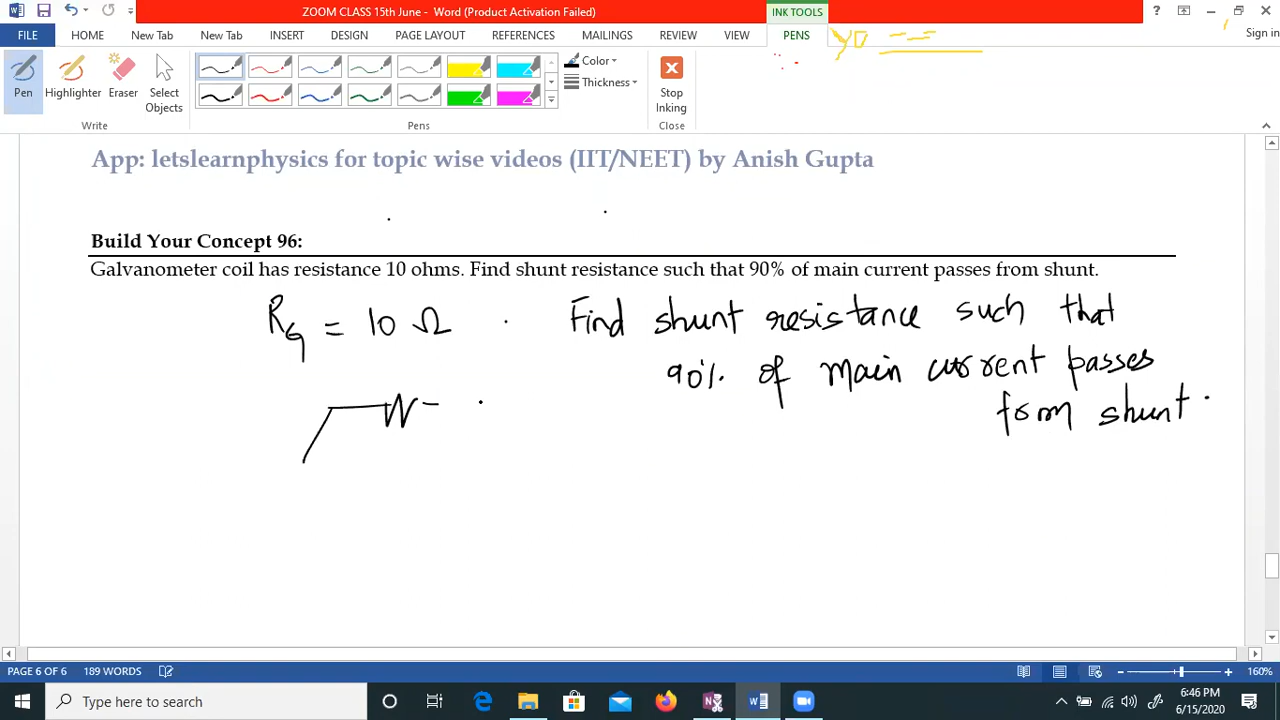 ZOOM CLASS 15th June - Word (Product Activation Failed)
INK TOOLS
FILE HOME New Tab New Tab INSERT DESIGN PAGE LAYOUT REFERENCES MAILINGS REVIEW VIEW PENS
Sign in
Pen Highlighter Eraser Select Objects
Color
Thickness
Stop Inking
Write Pens Close
App: letslearnphysics for topic wise videos (IIT/NEET) by Anish Gupta
Build Your Concept 96:
Galvanometer coil has resistance 10 ohms. Find shunt resistance such that 90% of main current passes from shunt.
RG = 10 Ω . Find shunt resistance such that
90% of main current passes
from shunt.
PAGE 6 OF 6 189 WORDS 160%
Type here to search
6:46 PM
6/15/2020